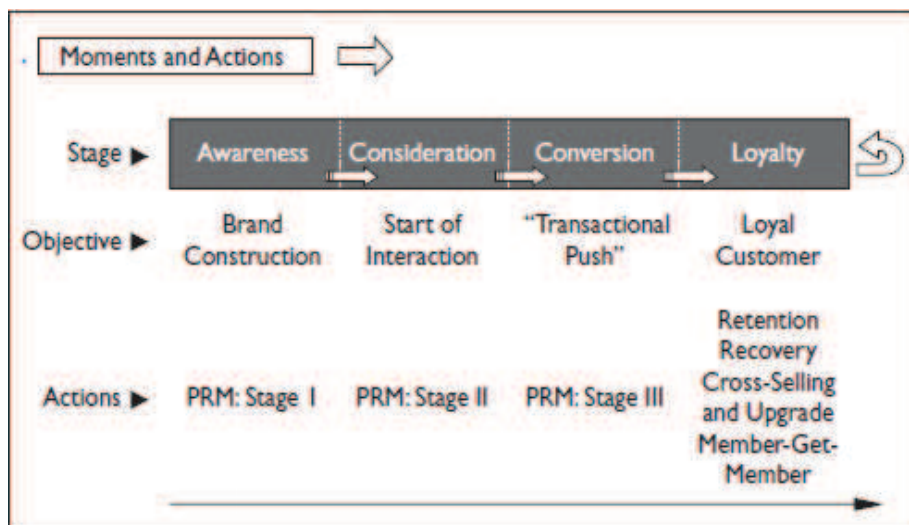 Moments and Actions
Stage Awareness Consideration Conversion Loyalty
Objective Brand Construction Start of Interaction “Transactional Push” Loyal Customer
Actions PRM: Stage I PRM: Stage II PRM: Stage III Retention
Recovery
Cross-Selling
and Upgrade
Member-Get-
Member